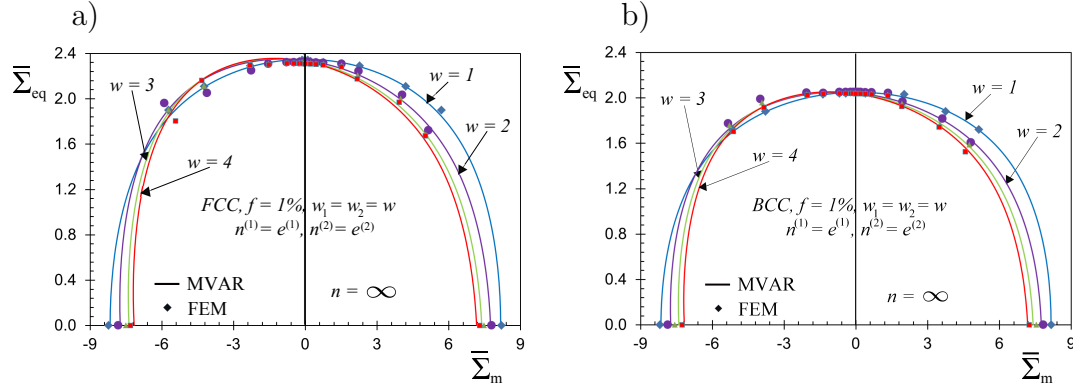 a)
Σ̅eq
2.4
2.0
1.6
1.2
0.8
0.4
0.0
w = 3
w = 1
w = 2
w = 4
FCC, f = 1%, w₁ = w₂ = w
n⁽¹⁾ = e⁽¹⁾, n⁽²⁾ = e⁽²⁾
MVAR
FEM
n = ∞
-9 -6 -3 0 3 6 9
Σ̅m
b)
Σ̅eq
2.4
2.0
1.6
1.2
0.8
0.4
0.0
w = 3
w = 1
w = 2
w = 4
BCC, f = 1%, w₁ = w₂ = w
n⁽¹⁾ = e⁽¹⁾, n⁽²⁾ = e⁽²⁾
MVAR
FEM
n = ∞
-9 -6 -3 0 3 6 9
Σ̅m